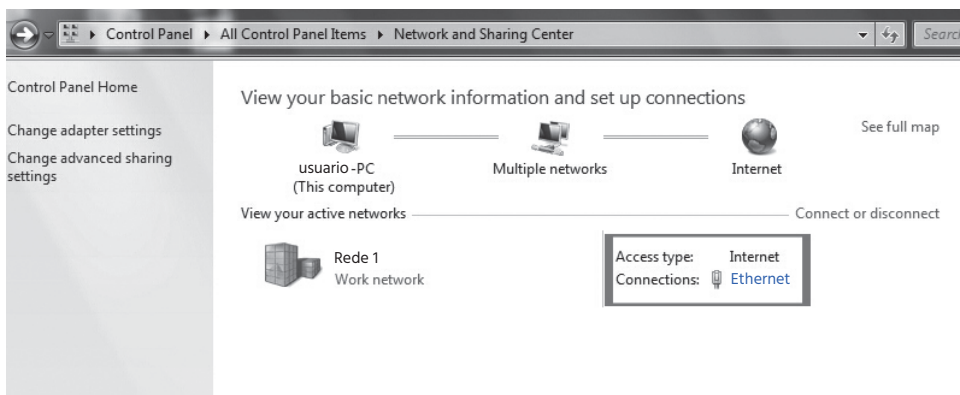 Control Panel ▸ All Control Panel Items ▸ Network and Sharing Center
Control Panel Home
Change adapter settings
Change advanced sharing
settings
View your basic network information and set up connections
See full map
usuario-PC
(This computer)
Multiple networks
Internet
View your active networks
Connect or disconnect
Rede 1
Work network
Access type: Internet
Connections: Ethernet